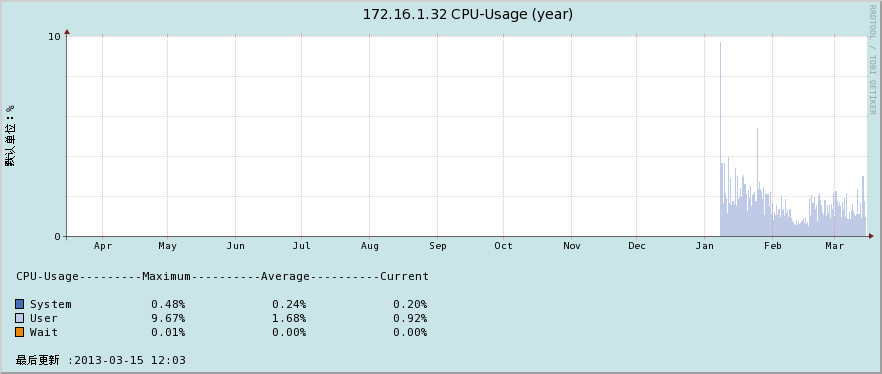 172.16.1.32 CPU-Usage (year)
RRDTOOL / TOBI OETIKER
默认单位：%
10
0
Apr May Jun Jul Aug Sep Oct Nov Dec Jan Feb Mar
CPU-Usage---------Maximum----------Average----------Current
System 0.48% 0.24% 0.20%
User 9.67% 1.68% 0.92%
Wait 0.01% 0.00% 0.00%
最后更新 :2013-03-15 12:03